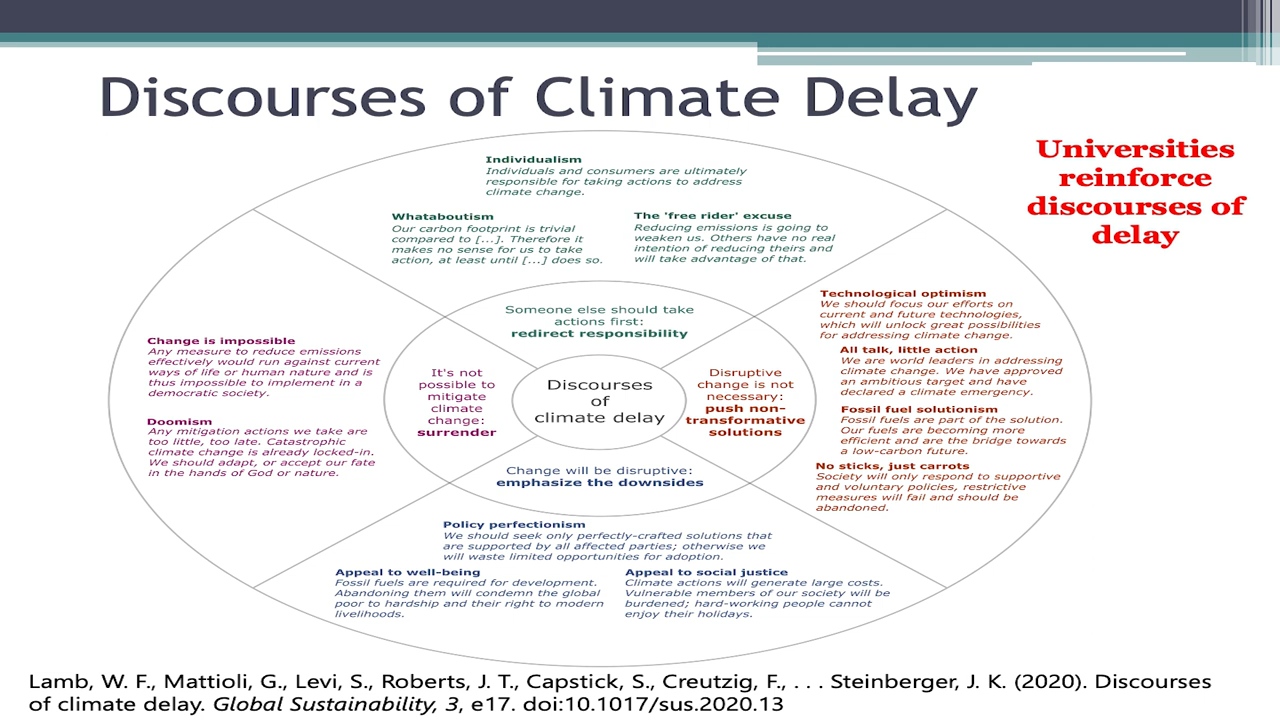 Discourses of Climate Delay
Universities
reinforce
discourses of
delay
Individualism
Individuals and consumers are ultimately
responsible for taking actions to address
climate change.
Whataboutism
Our carbon footprint is trivial
compared to [...]. Therefore it
makes no sense for us to take
action, at least until [...] does so.
The 'free rider' excuse
Reducing emissions is going to
weaken us. Others have no real
intention of reducing theirs and
will take advantage of that.
Someone else should take
actions first:
redirect responsibility
Technological optimism
We should focus our efforts on
current and future technologies,
which will unlock great possibilities
for addressing climate change.
All talk, little action
We are world leaders in addressing
climate change. We have approved
an ambitious target and have
declared a climate emergency.
Fossil fuel solutionism
Fossil fuels are part of the solution.
Our fuels are becoming more
efficient and are the bridge towards
a low-carbon future.
No sticks, just carrots
Society will only respond to supportive
and voluntary policies, restrictive
measures will fail and should be
abandoned.
Change is impossible
Any measure to reduce emissions
effectively would run against current
ways of life or human nature and is
thus impossible to implement in a
democratic society.
Doomism
Any mitigation actions we take are
too little, too late. Catastrophic
climate change is already locked-in.
We should adapt, or accept our fate
in the hands of God or nature.
It's not
possible to
mitigate
climate
change:
surrender
Discourses
of
climate delay
Disruptive
change is not
necessary:
push non-
transformative
solutions
Change will be disruptive:
emphasize the downsides
Policy perfectionism
We should seek only perfectly-crafted solutions that
are supported by all affected parties; otherwise we
will waste limited opportunities for adoption.
Appeal to well-being
Fossil fuels are required for development.
Abandoning them will condemn the global
poor to hardship and their right to modern
livelihoods.
Appeal to social justice
Climate actions will generate large costs.
Vulnerable members of our society will be
burdened; hard-working people cannot
enjoy their holidays.
Lamb, W. F., Mattioli, G., Levi, S., Roberts, J. T., Capstick, S., Creutzig, F., . . . Steinberger, J. K. (2020). Discourses
of climate delay. Global Sustainability, 3, e17. doi:10.1017/sus.2020.13